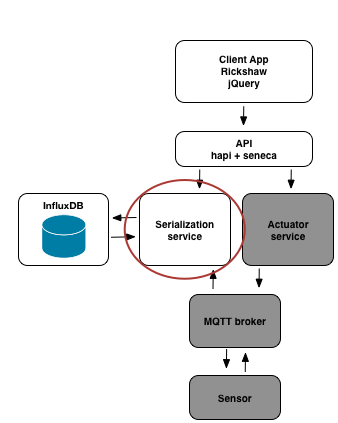 Client App
Rickshaw
jQuery
API
hapi + seneca
InfluxDB
Serialization
service
Actuator
service
MQTT broker
Sensor